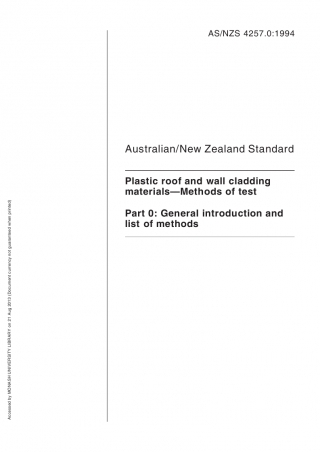 AS/NZS 4257.0:1994
Australian/New Zealand Standard
Plastic roof and wall cladding
materials—Methods of test
Part 0: General introduction and
list of methods
Accessed by MONASH UNIVERSITY LIBRARY on 21 Aug 2013 (Document currency not guaranteed when printed)